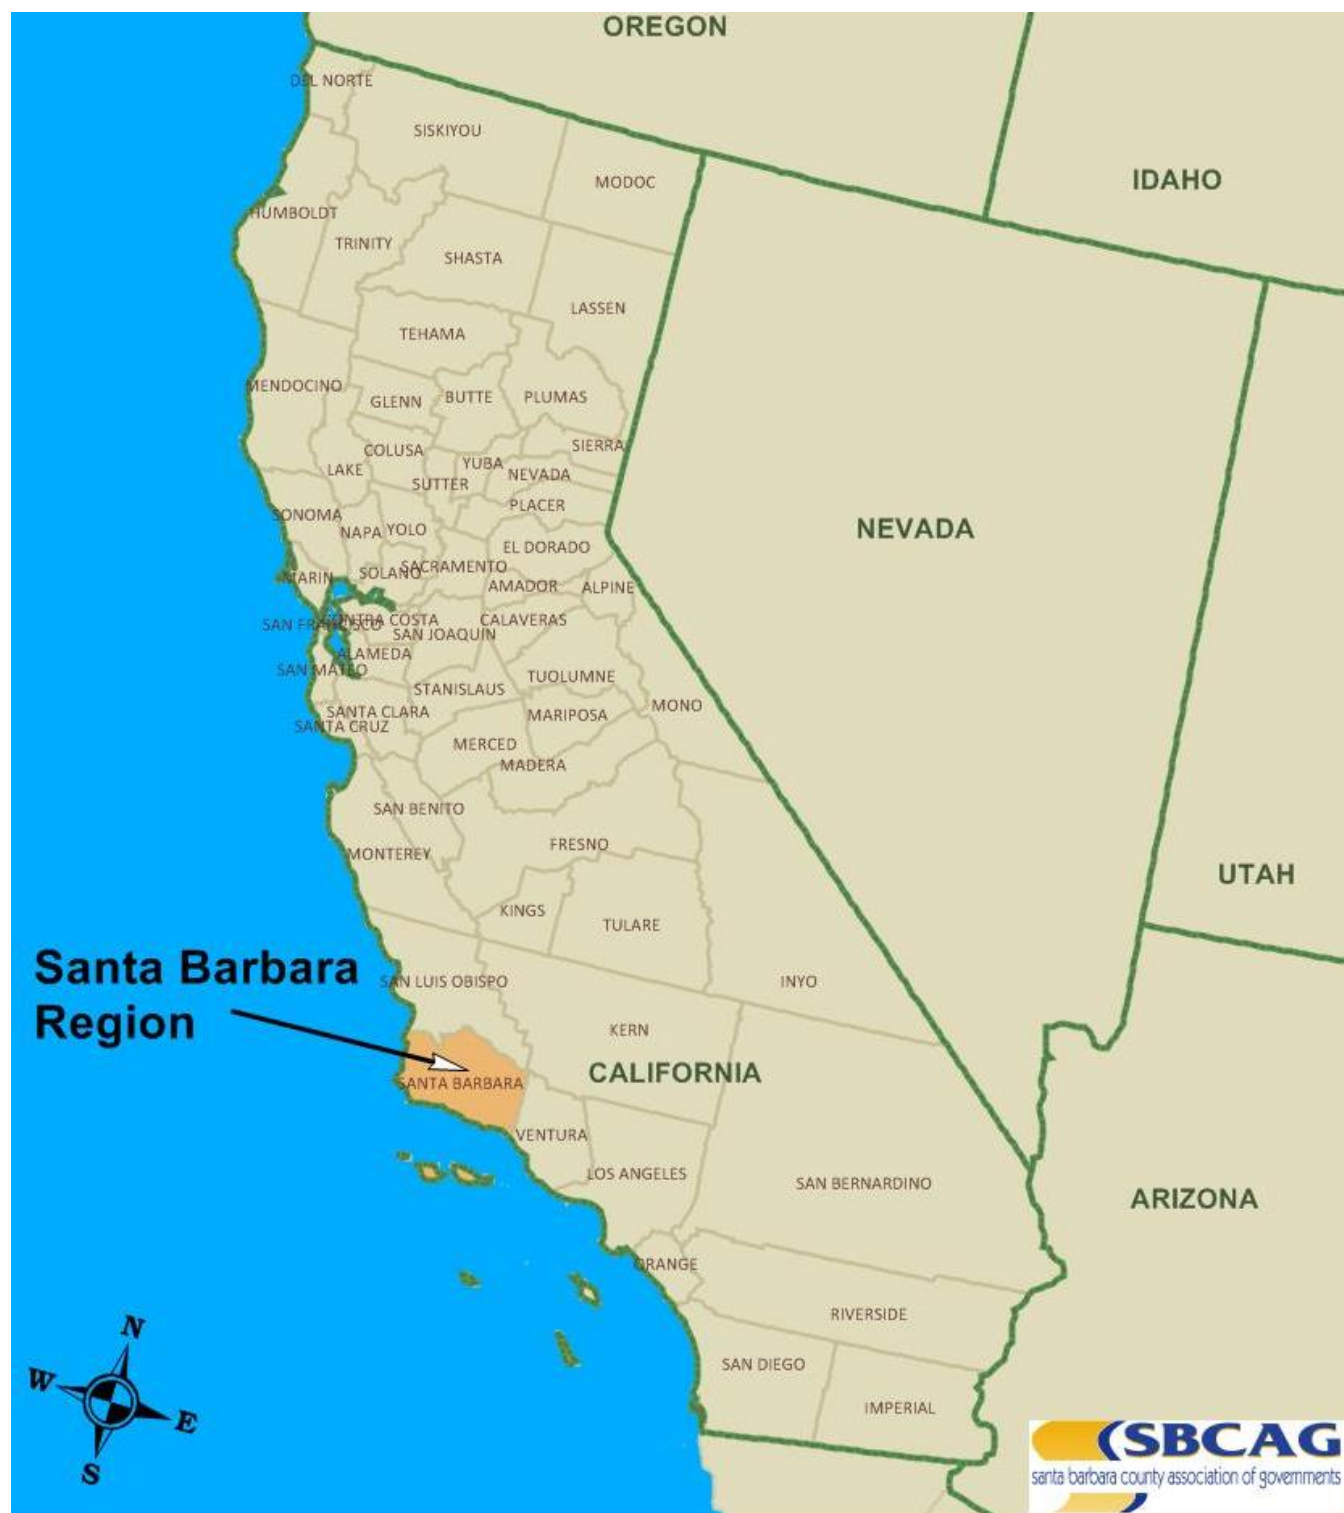 OREGON
DEL NORTE
SISKIYOU
MODOC
IDAHO
HUMBOLDT
TRINITY
SHASTA
LASSEN
TEHAMA
MENDOCINO
GLENN
BUTTE
PLUMAS
COLUSA
SIERRA
LAKE
YUBA
NEVADA
SUTTER
PLACER
SONOMA
NAPA
YOLO
NEVADA
EL DORADO
MARIN
SOLANO
SACRAMENTO
AMADOR
ALPINE
SAN FRANCISCO
CONTRA COSTA
SAN JOAQUIN
CALAVERAS
ALAMEDA
SAN MATEO
TUOLUMNE
STANISLAUS
MONO
SANTA CLARA
MARIPOSA
SANTA CRUZ
MERCED
MADERA
SAN BENITO
FRESNO
MONTEREY
UTAH
KINGS
TULARE
Santa Barbara
Region
SAN LUIS OBISPO
INYO
KERN
CALIFORNIA
SANTA BARBARA
VENTURA
LOS ANGELES
SAN BERNARDINO
ARIZONA
ORANGE
RIVERSIDE
SAN DIEGO
IMPERIAL
N
W
E
S
SBCAG
santa barbara county association of governments